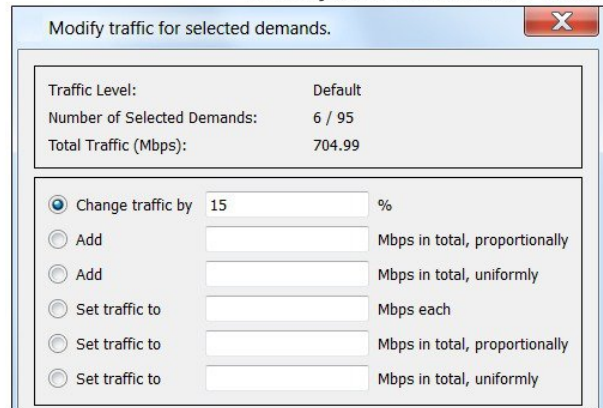 Modify traffic for selected demands.
Traffic Level: Default
Number of Selected Demands: 6 / 95
Total Traffic (Mbps): 704.99
Change traffic by 15 %
Add Mbps in total, proportionally
Add Mbps in total, uniformly
Set traffic to Mbps each
Set traffic to Mbps in total, proportionally
Set traffic to Mbps in total, uniformly